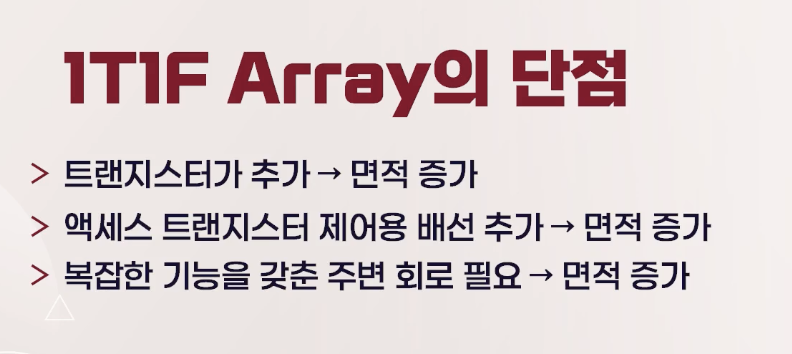 1T1F Array의 단점
> 트랜지스터가 추가 → 면적 증가
> 액세스 트랜지스터 제어용 배선 추가 → 면적 증가
> 복잡한 기능을 갖춘 주변 회로 필요 → 면적 증가